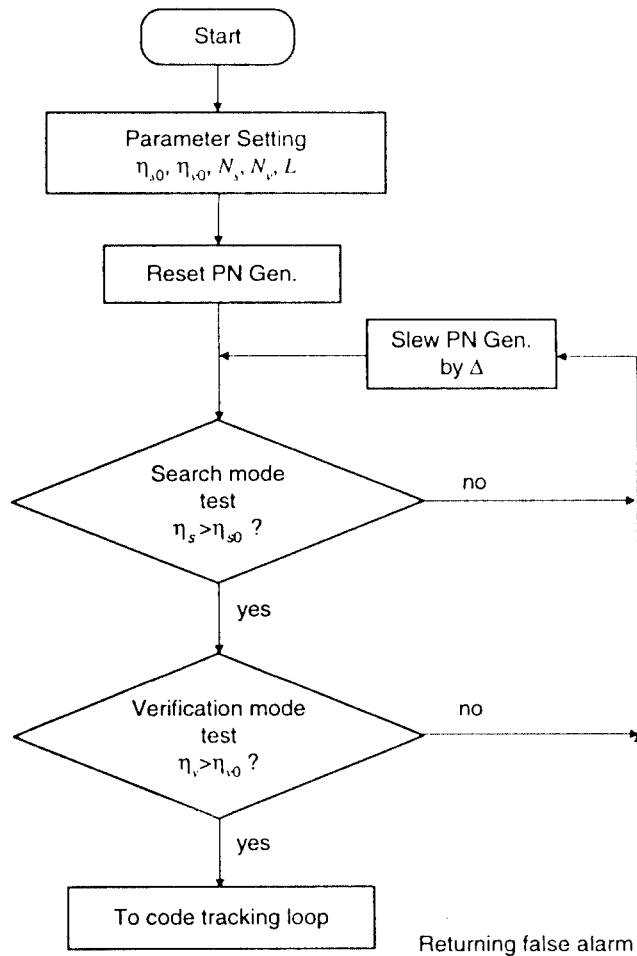 Start
Parameter Setting
η_s0, η_v0, N_s, N_v, L
Reset PN Gen.
Slew PN Gen.
by Δ
Search mode
test
η_s>η_s0 ?
no
yes
Verification mode
test
η_v>η_v0 ?
no
yes
To code tracking loop
Returning false alarm